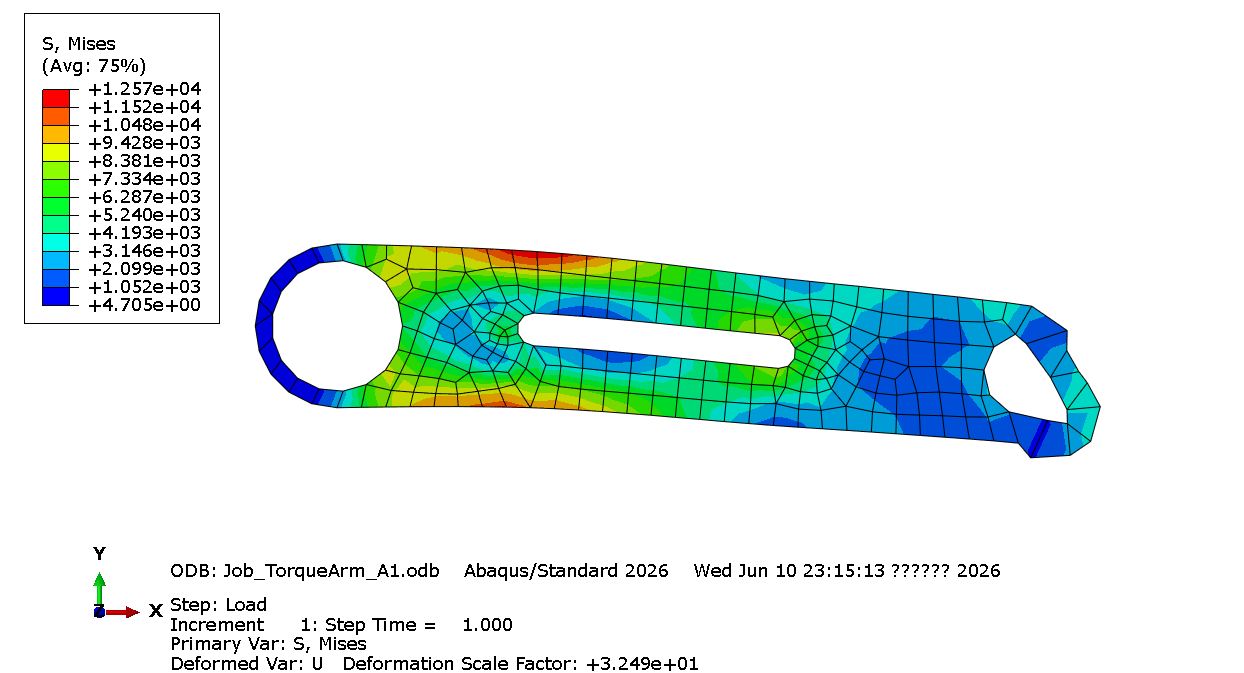 S, Mises
(Avg: 75%)
+1.257e+04
+1.152e+04
+1.048e+04
+9.428e+03
+8.381e+03
+7.334e+03
+6.287e+03
+5.240e+03
+4.193e+03
+3.146e+03
+2.099e+03
+1.052e+03
+4.705e+00
Y
Z
X
ODB: Job_TorqueArm_A1.odb Abaqus/Standard 2026 Wed Jun 10 23:15:13 ?????? 2026
Step: Load
Increment 1: Step Time = 1.000
Primary Var: S, Mises
Deformed Var: U Deformation Scale Factor: +3.249e+01